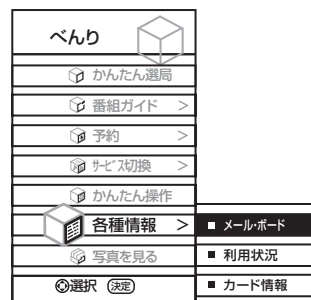 べんり
かんたん選局
番組ガイド >
予約 >
サービス切換 >
かんたん操作
各種情報 >
■ メール・ボード
写真を見る
■ 利用状況
選択 決定
■ カード情報